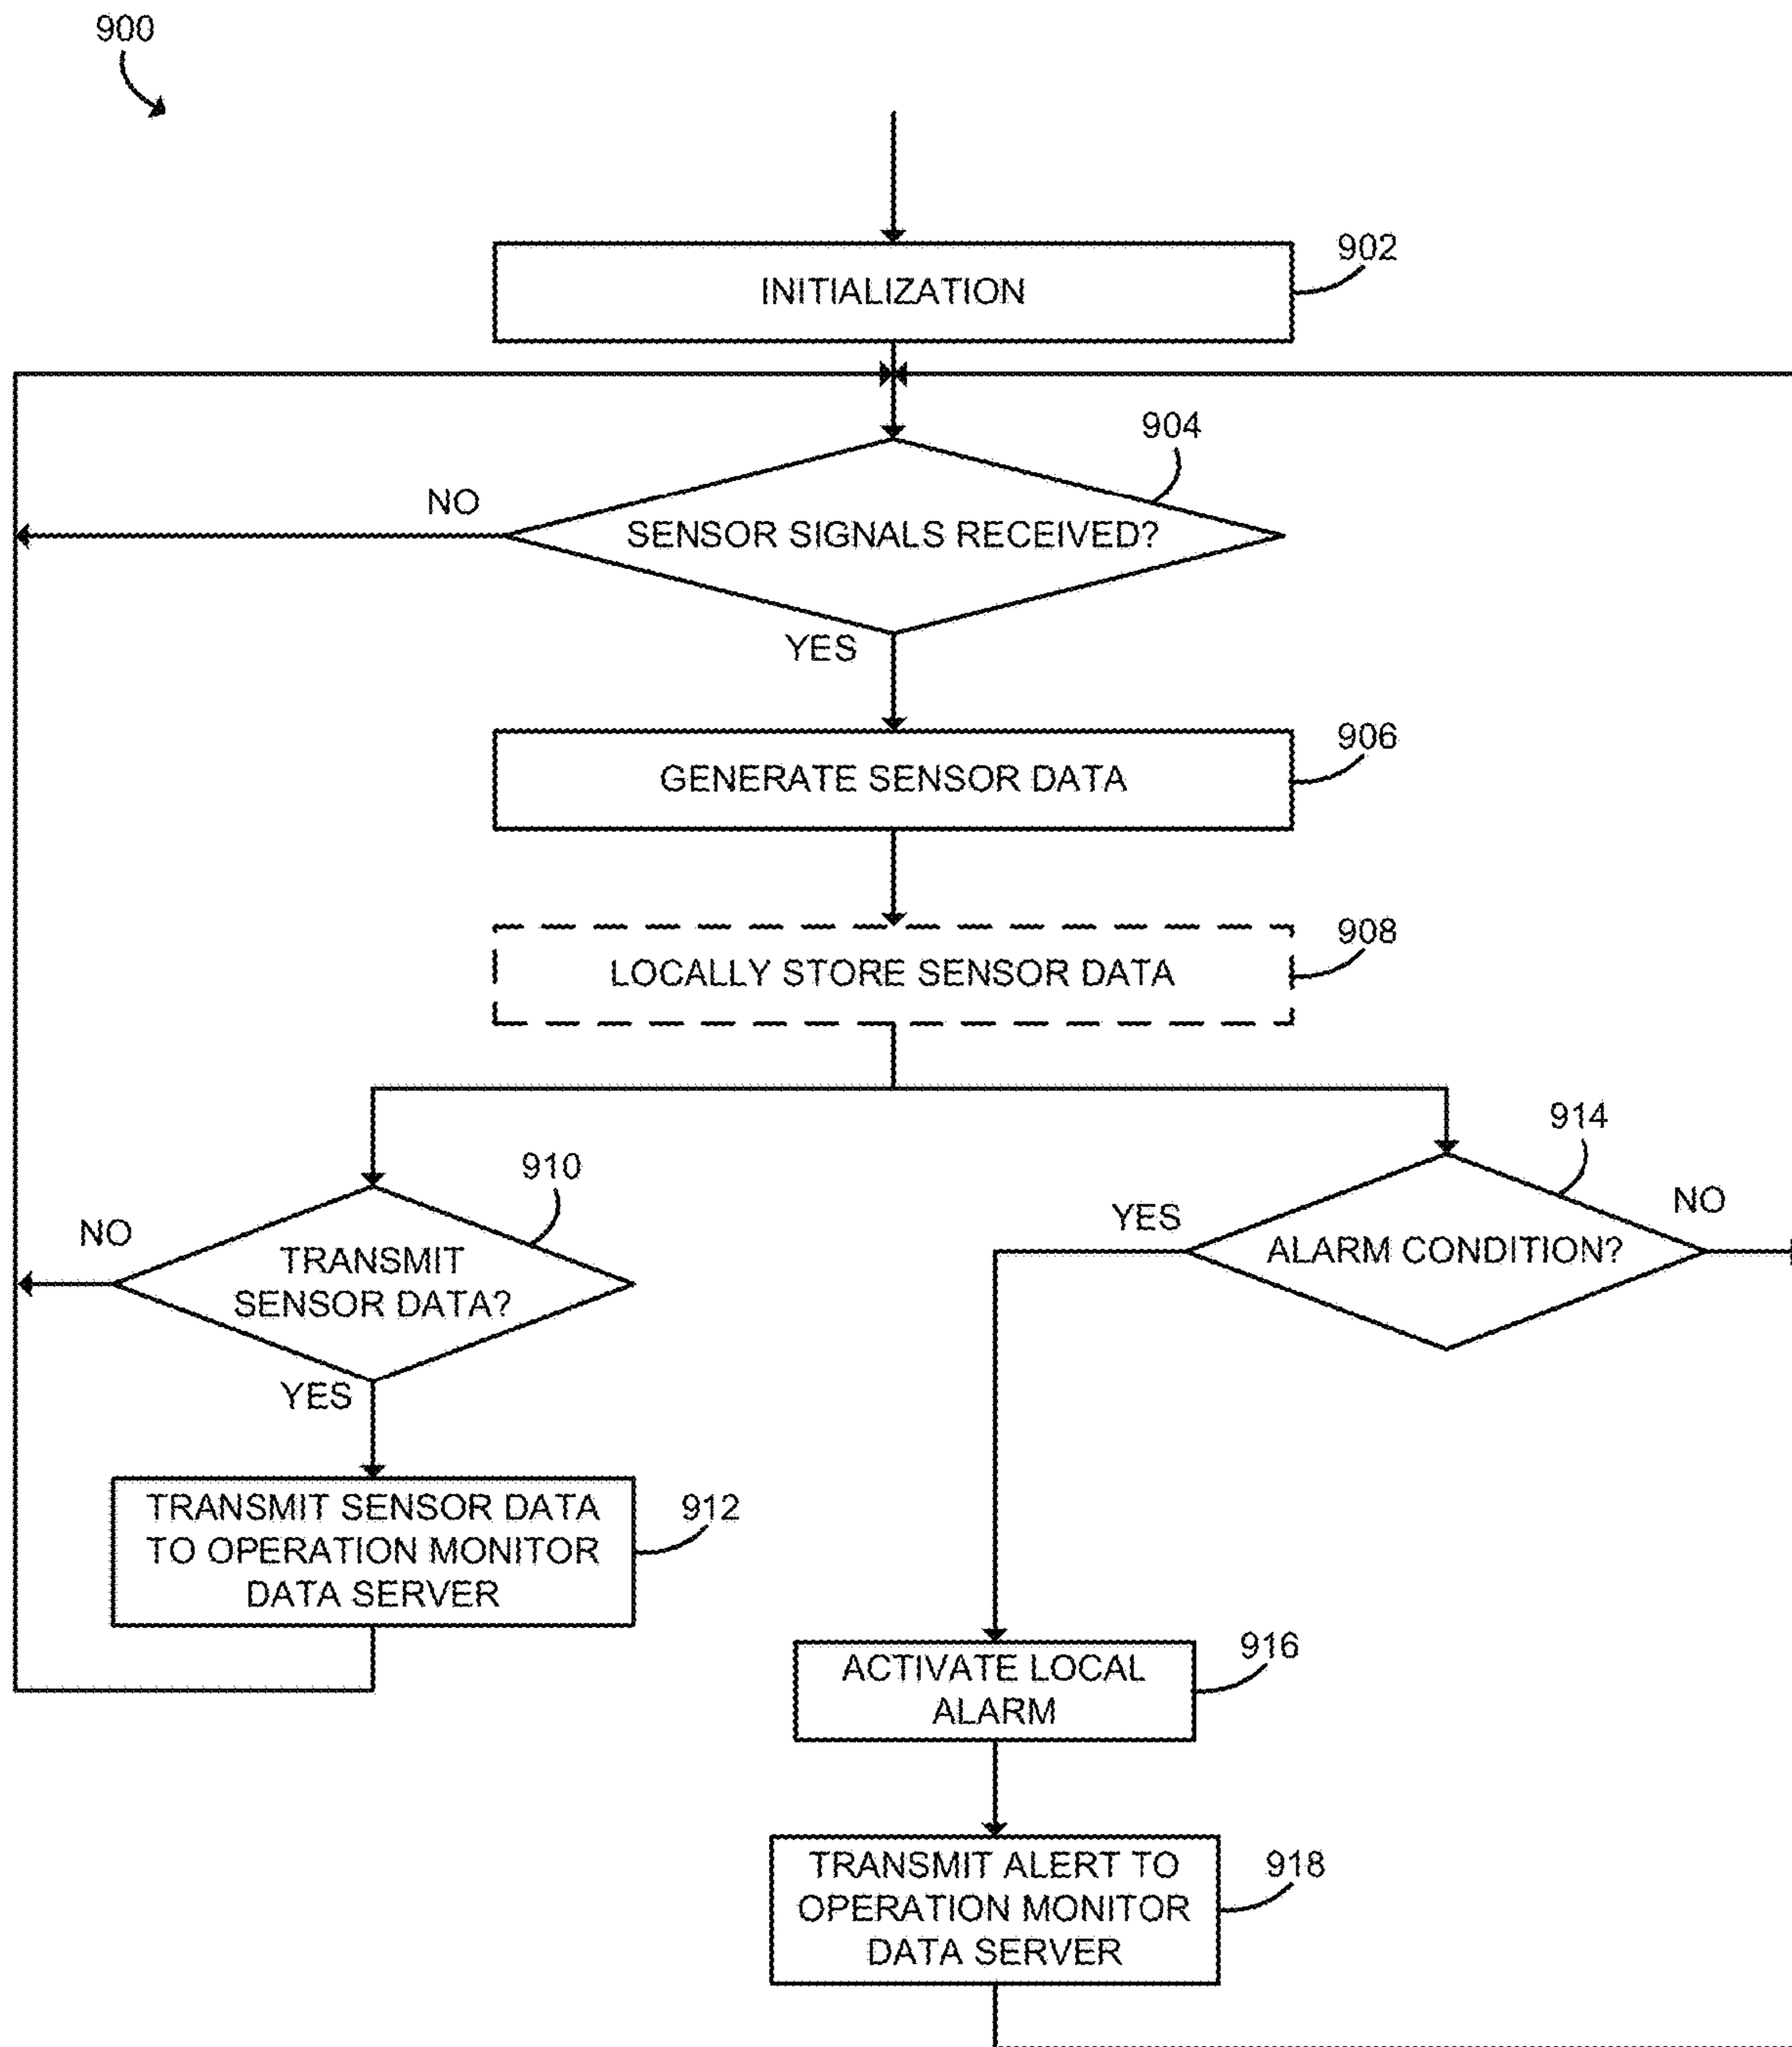 900
INITIALIZATION
902
904
NO
SENSOR SIGNALS RECEIVED?
YES
GENERATE SENSOR DATA
906
LOCALLY STORE SENSOR DATA
908
910
NO
TRANSMIT
SENSOR DATA?
YES
TRANSMIT SENSOR DATA
TO OPERATION MONITOR
DATA SERVER
912
914
YES
NO
ALARM CONDITION?
ACTIVATE LOCAL
ALARM
916
TRANSMIT ALERT TO
OPERATION MONITOR
DATA SERVER
918